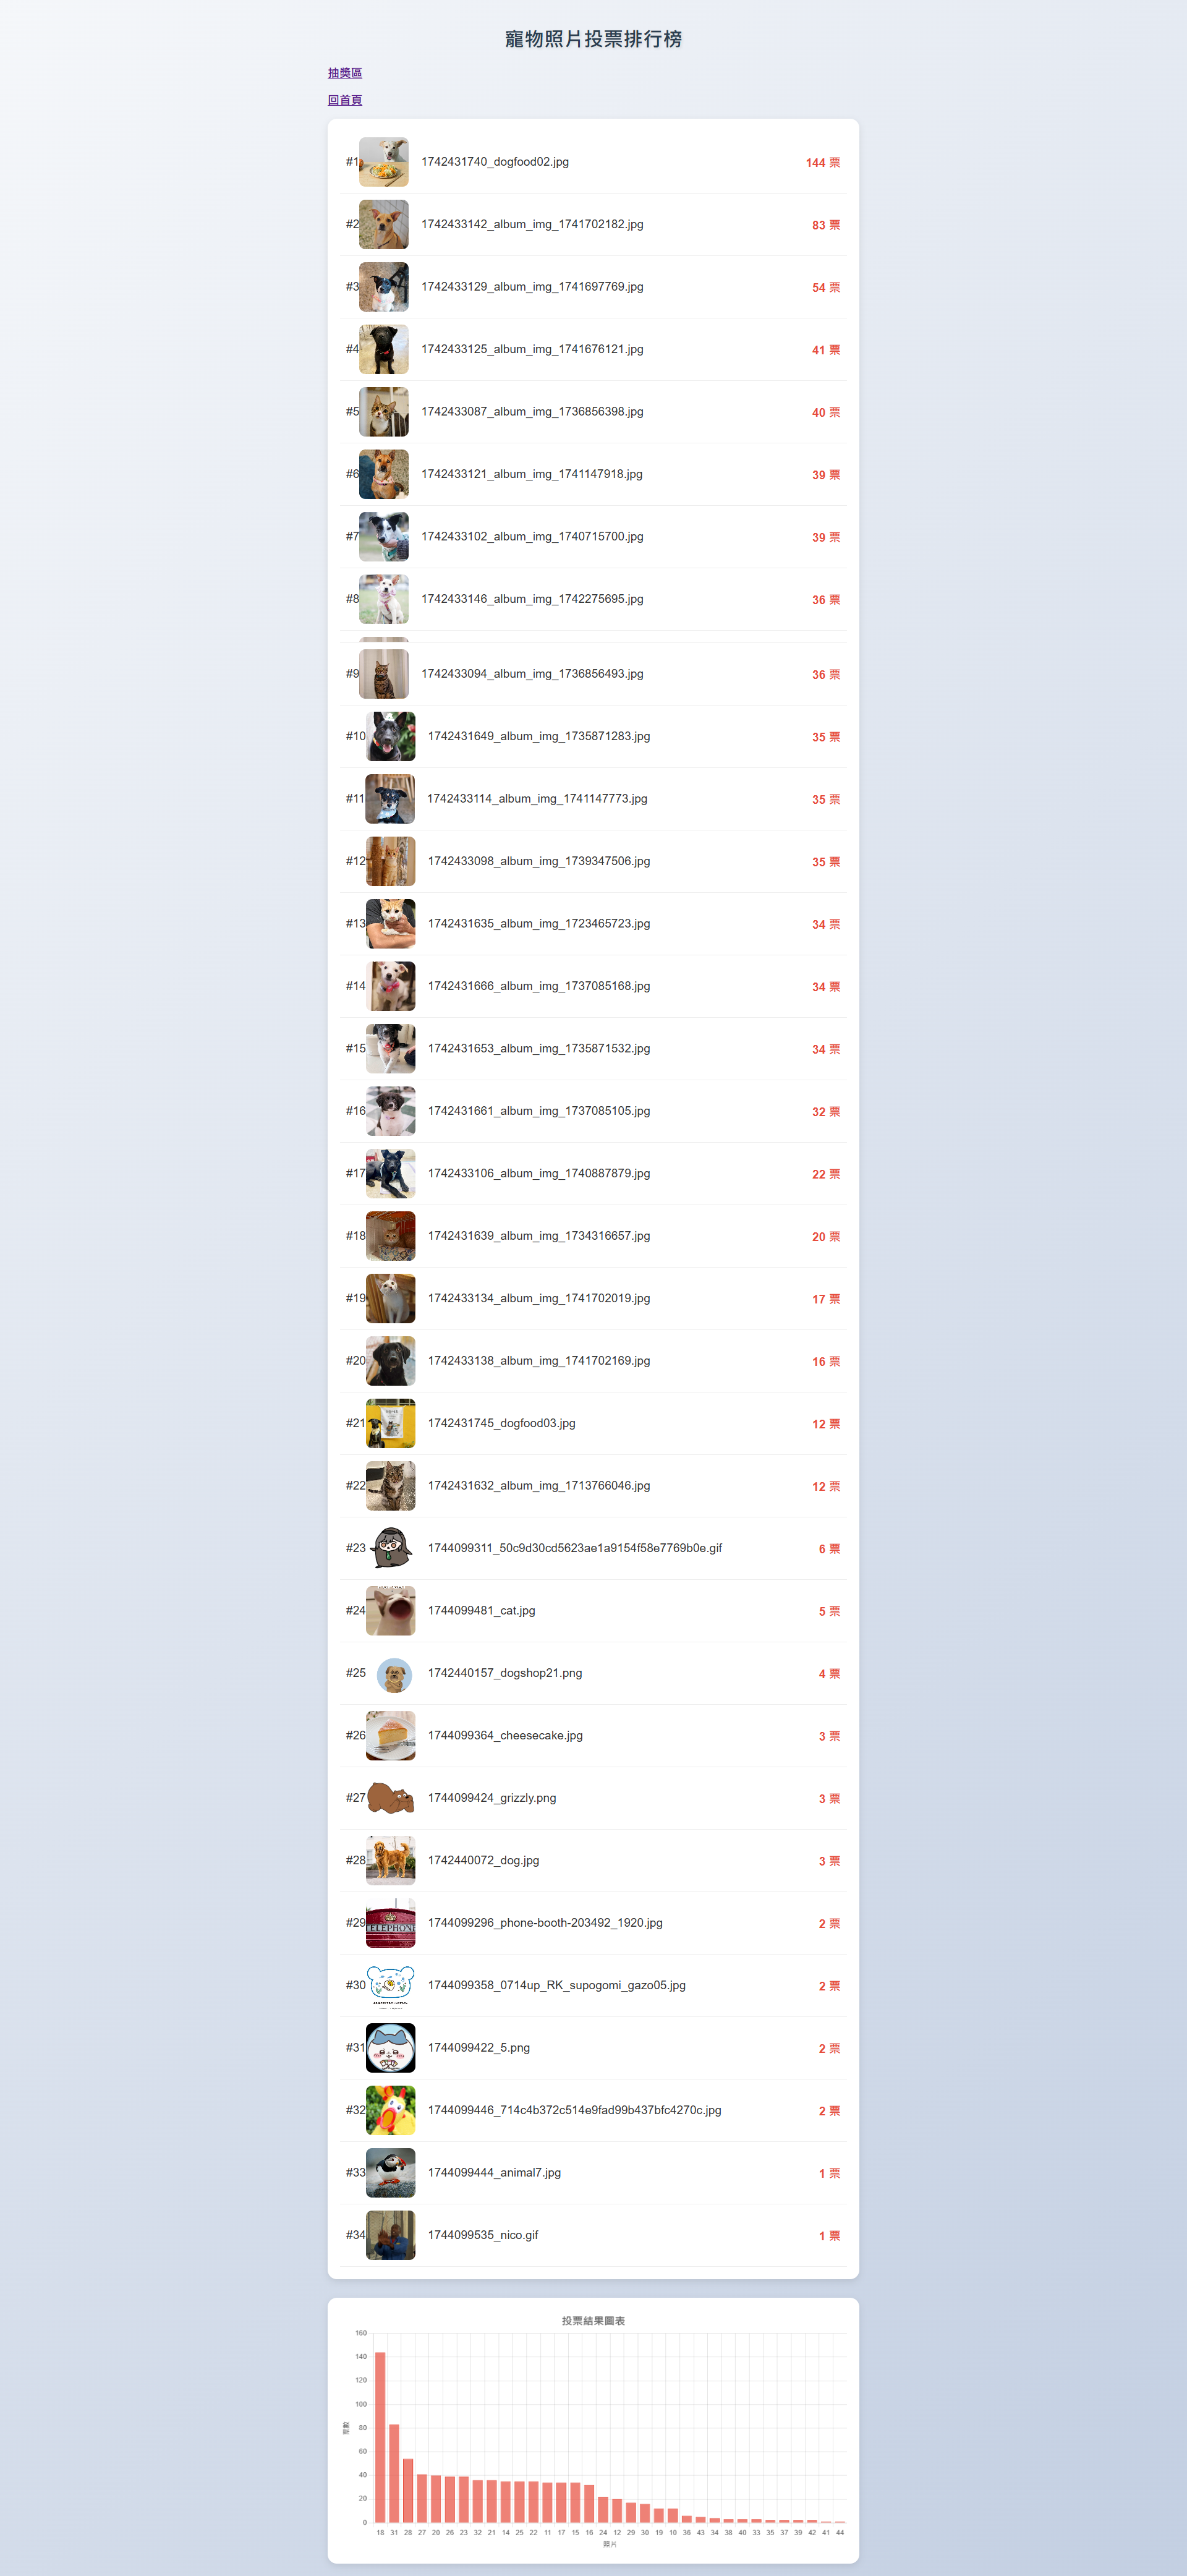 寵物照片投票排行榜
抽獎區
回首頁
#1 1742431740_dogfood02.jpg 144 票
#2 1742433142_album_img_1741702182.jpg 83 票
#3 1742433129_album_img_1741697769.jpg 54 票
#4 1742433125_album_img_1741676121.jpg 41 票
#5 1742433087_album_img_1736856398.jpg 40 票
#6 1742433121_album_img_1741147918.jpg 39 票
#7 1742433102_album_img_1740715700.jpg 39 票
#8 1742433146_album_img_1742275695.jpg 36 票
#9 1742433094_album_img_1736856493.jpg 36 票
#10 1742431649_album_img_1735871283.jpg 35 票
#11 1742433114_album_img_1741147773.jpg 35 票
#12 1742433098_album_img_1739347506.jpg 35 票
#13 1742431635_album_img_1723465723.jpg 34 票
#14 1742431666_album_img_1737085168.jpg 34 票
#15 1742431653_album_img_1735871532.jpg 34 票
#16 1742431661_album_img_1737085105.jpg 32 票
#17 1742433106_album_img_1740887879.jpg 22 票
#18 1742431639_album_img_1734316657.jpg 20 票
#19 1742433134_album_img_1741702019.jpg 17 票
#20 1742433138_album_img_1741702169.jpg 16 票
#21 1742431745_dogfood03.jpg 12 票
#22 1742431632_album_img_1713766046.jpg 12 票
#23 1744099311_50c9d30cd5623ae1a9154f58e7769b0e.gif 6 票
#24 1744099481_cat.jpg 5 票
#25 1742440157_dogshop21.png 4 票
#26 1744099364_cheesecake.jpg 3 票
#27 1744099424_grizzly.png 3 票
#28 1742440072_dog.jpg 3 票
TELEPHONE
#29 1744099296_phone-booth-203492_1920.jpg 2 票
#30 1744099358_0714up_RK_supogomi_gazo05.jpg 2 票
#31 1744099422_5.png 2 票
#32 1744099446_714c4b372c514e9fad99b437bfc4270c.jpg 2 票
#33 1744099444_animal7.jpg 1 票
#34 1744099535_nico.gif 1 票
投票結果圖表
160
140
120
100
80
60
40
20
0
票數
18 31 28 27 20 26 23 32 21 14 25 22 11 17 15 16 24 12 29 30 19 10 36 43 34 38 40 33 35 37 39 42 41 44
照片